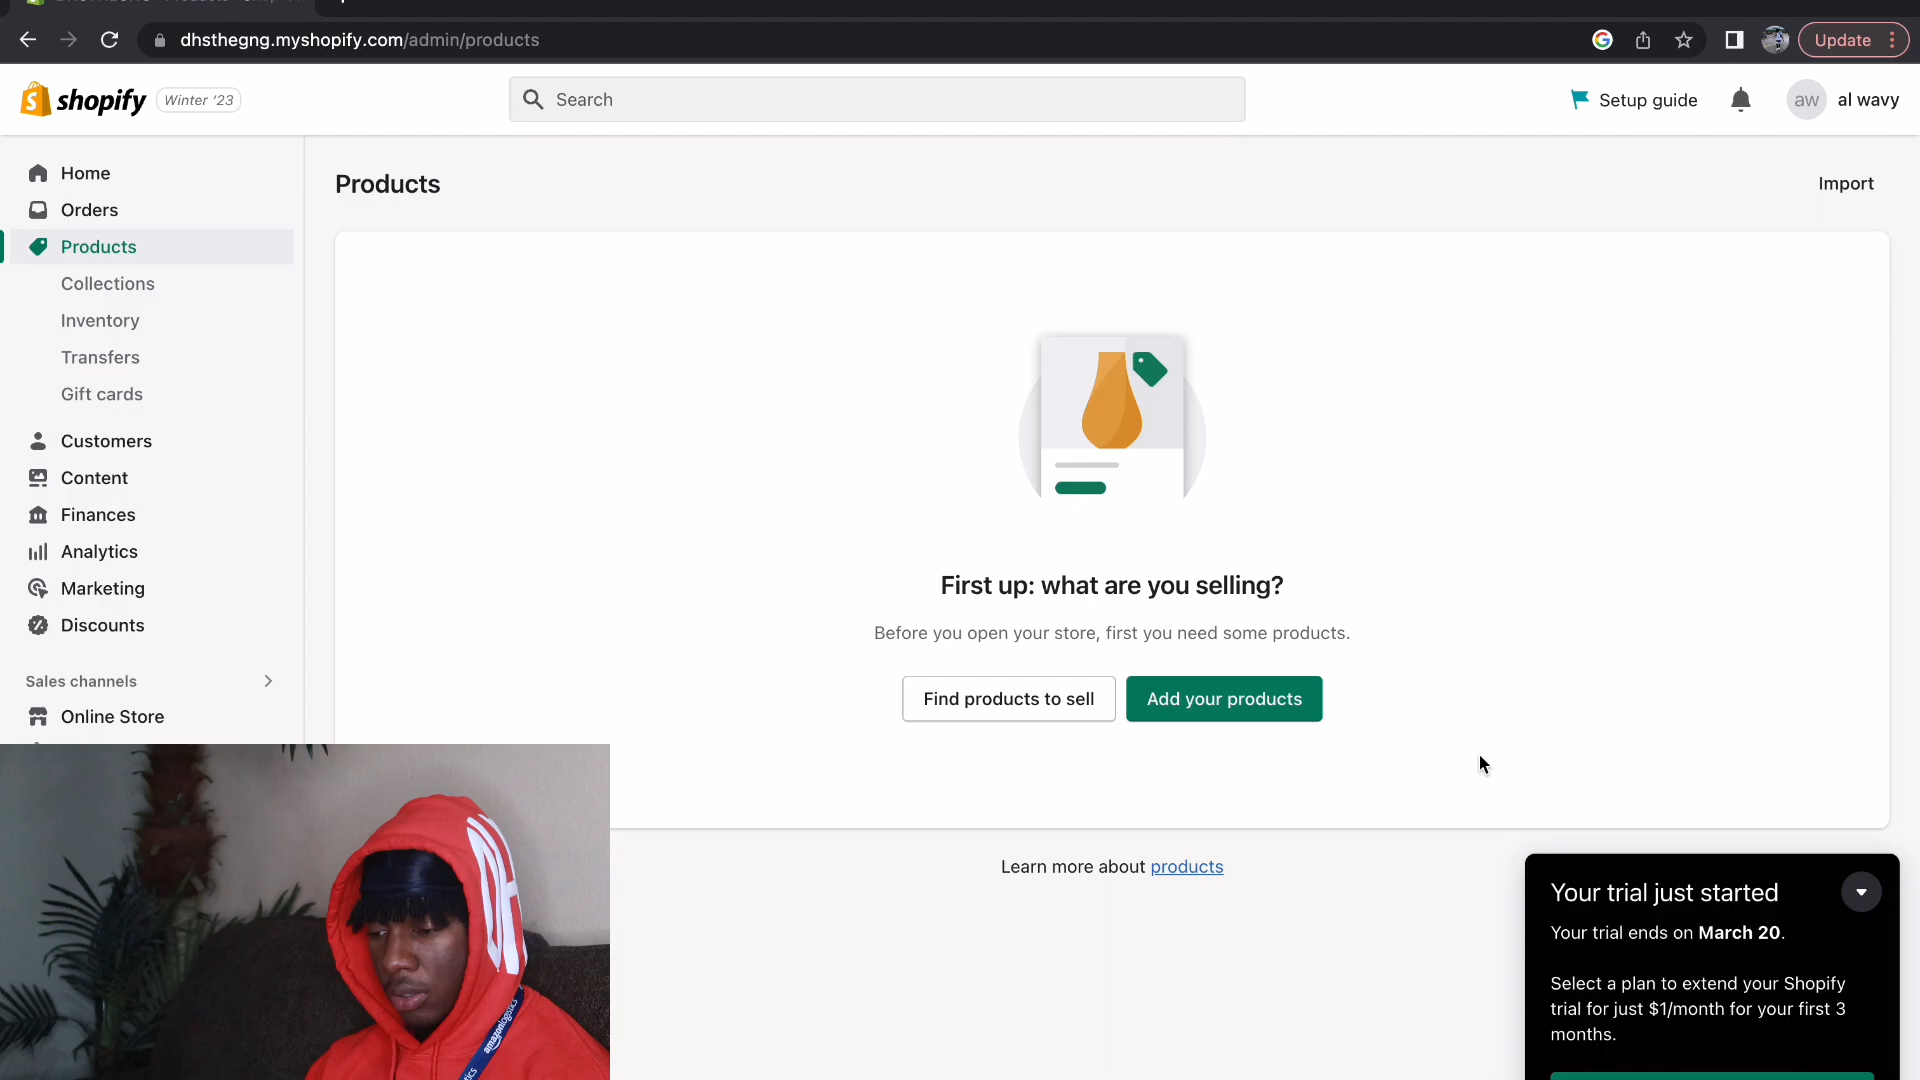 dhsthegng.myshopify.com/admin/products
Update
shopify
Winter '23
Search
Setup guide
aw
al wavy
Home
Orders
Products
Collections
Inventory
Transfers
Gift cards
Customers
Content
Finances
Analytics
Marketing
Discounts
Sales channels
Online Store
Products
Import
First up: what are you selling?
Before you open your store, first you need some products.
Find products to sell
Add your products
Learn more about products
Your trial just started
Your trial ends on March 20.
Select a plan to extend your Shopify
trial for just $1/month for your first 3
months.
amazonlogistics